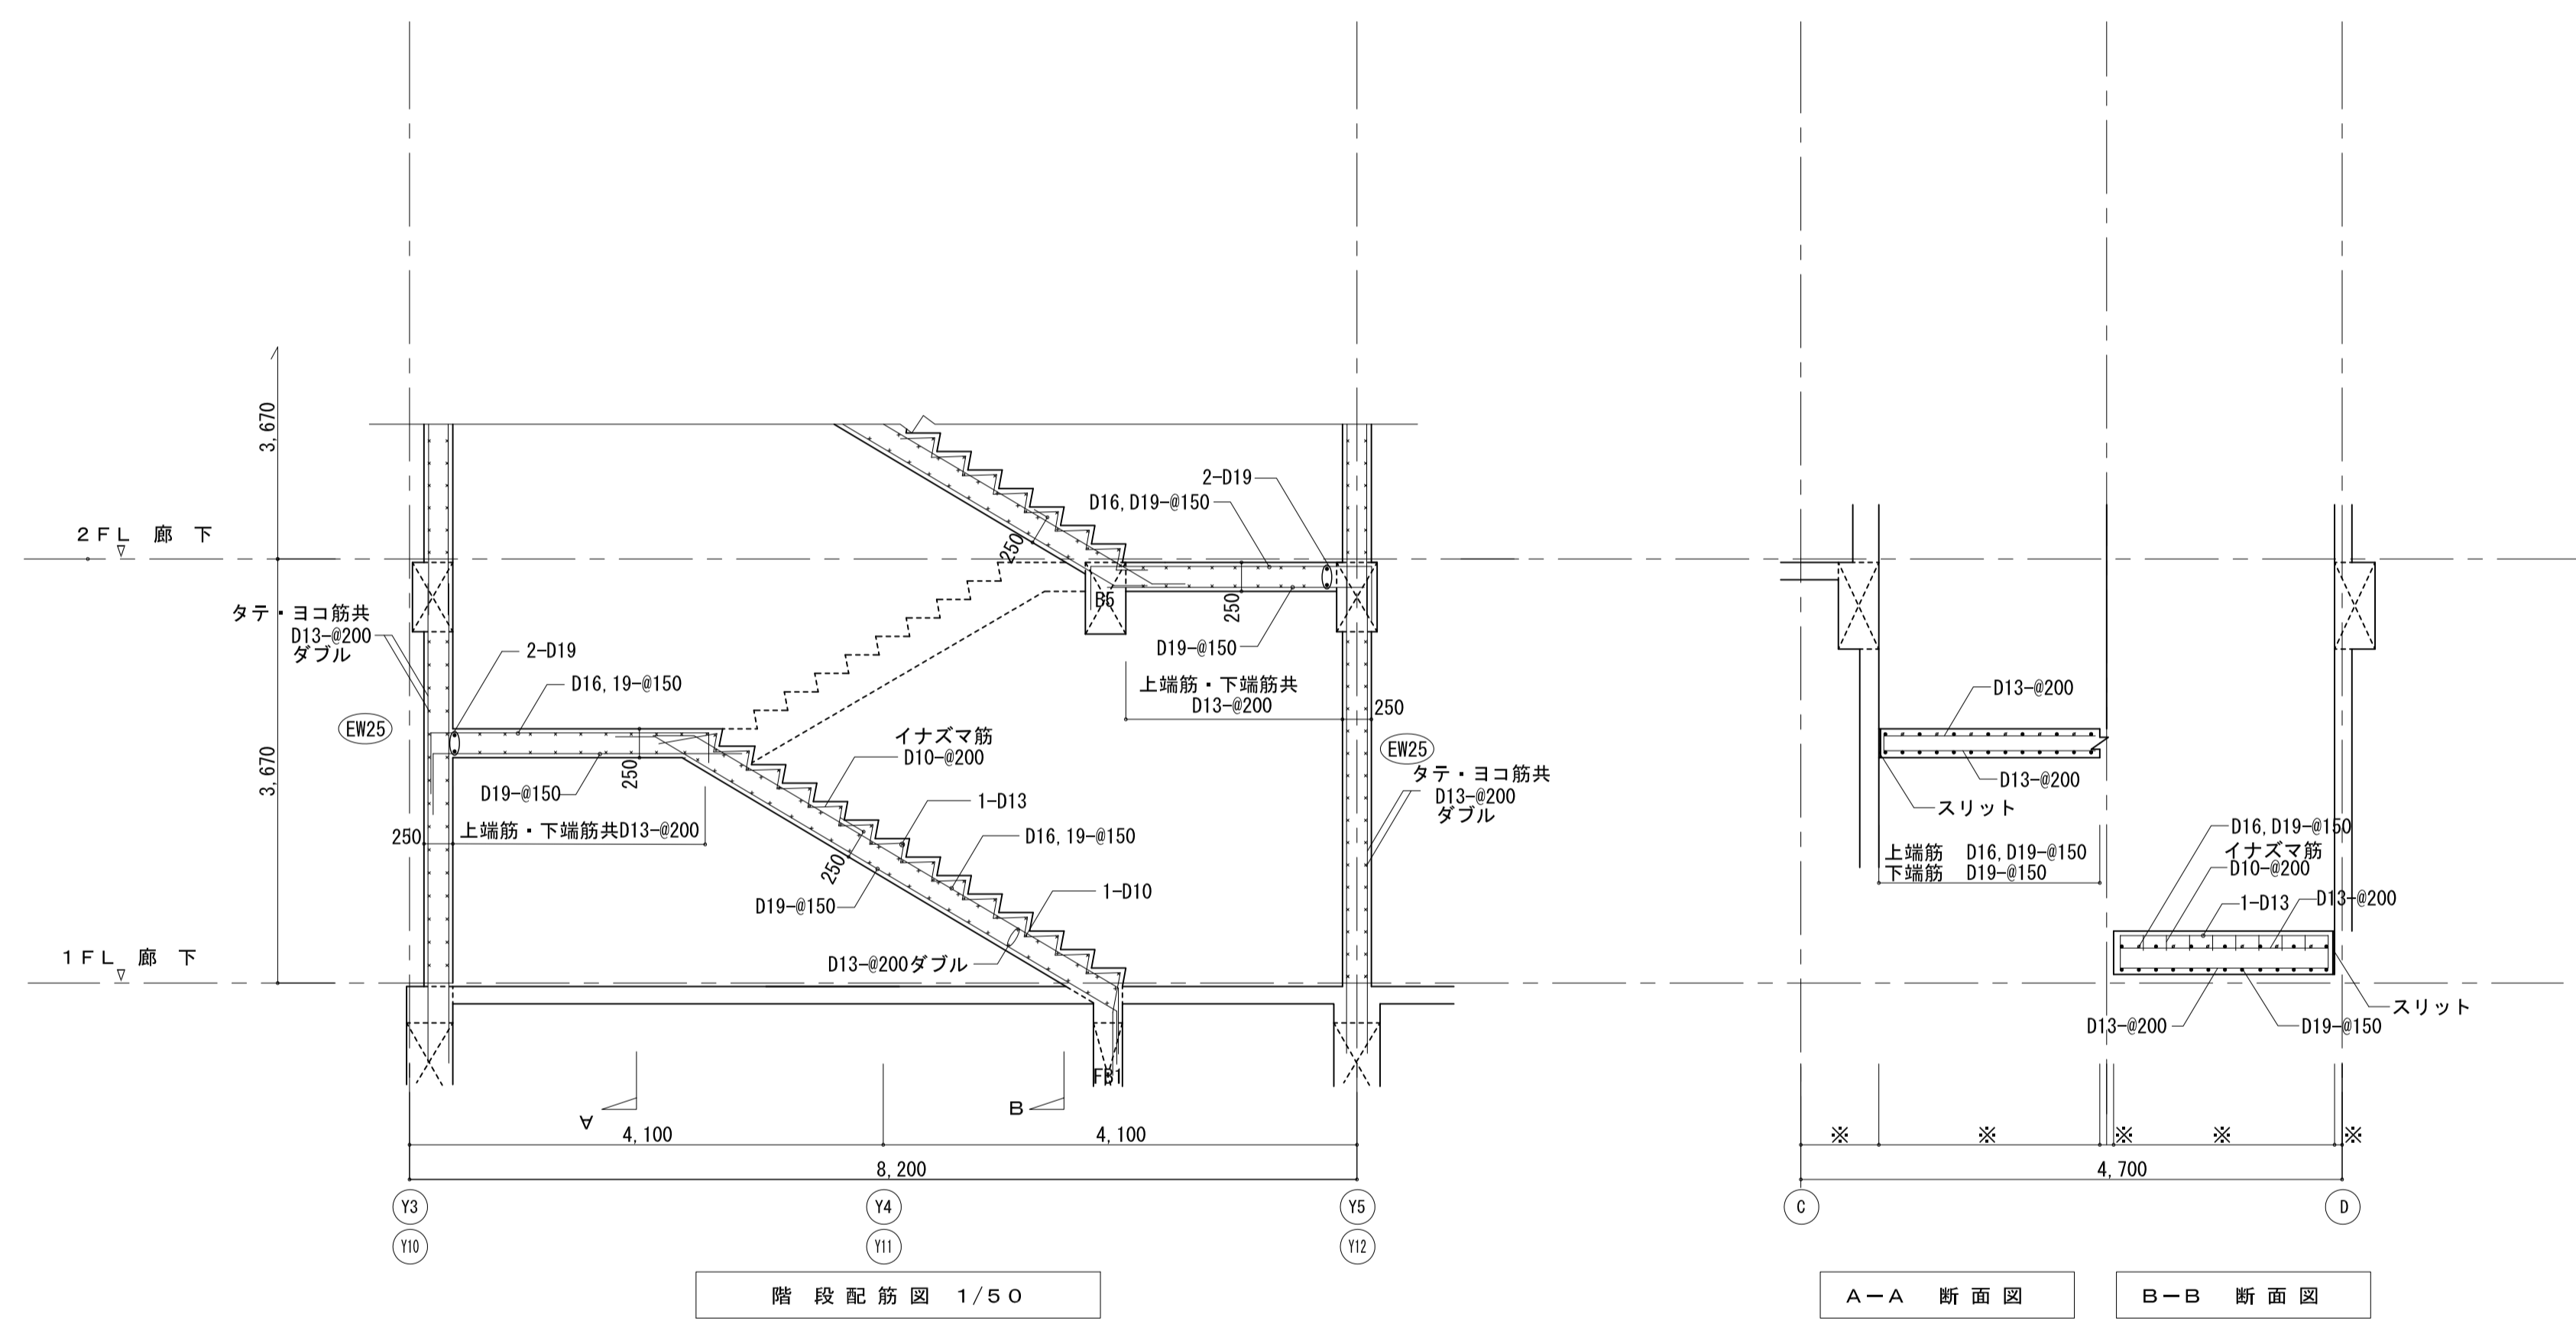 3,670
2FL 廊 下
3,670
1FL 廊 下
タテ・ヨコ筋共
D13-@200
ダブル
EW25
2-D19
D16,19-@150
D19-@150
250
250
上端筋・下端筋共D13-@200
250
2-D19
D16,D19-@150
B5
250
D19-@150
上端筋・下端筋共
D13-@200
250
EW25
タテ・ヨコ筋共
D13-@200
ダブル
イナズマ筋
D10-@200
1-D13
D16,19-@150
250
D19-@150
1-D10
D13-@200ダブル
FB1
A
B
4,100
4,100
8,200
Y3
Y4
Y5
Y10
Y11
Y12
階 段 配 筋 図 1/50
D13-@200
D13-@200
スリット
上端筋 D16,D19-@150
下端筋 D19-@150
D16,D19-@150
イナズマ筋
D10-@200
1-D13
D13-@200
スリット
D13-@200
D19-@150
※
※
※
※
※
4,700
C
D
A－A 断 面 図
B－B 断 面 図